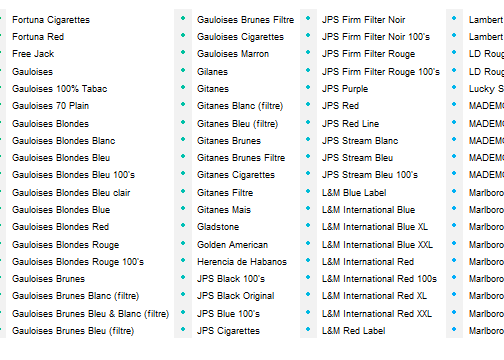 Fortuna Cigarettes
Fortuna Red
Free Jack
Gauloises
Gauloises 100% Tabac
Gauloises 70 Plain
Gauloises Blondes
Gauloises Blondes Blanc
Gauloises Blondes Bleu
Gauloises Blondes Bleu 100's
Gauloises Blondes Bleu clair
Gauloises Blondes Blue
Gauloises Blondes Red
Gauloises Blondes Rouge
Gauloises Blondes Rouge 100's
Gauloises Brunes
Gauloises Brunes Blanc (filtre)
Gauloises Brunes Bleu & Blanc (filtre)
Gauloises Brunes Bleu (filtre)
Gauloises Brunes Filtre
Gauloises Cigarettes
Gauloises Marron
Gilanes
Gitanes
Gitanes Blanc (filtre)
Gitanes Bleu (filtre)
Gitanes Brunes
Gitanes Brunes Filtre
Gitanes Cigarettes
Gitanes Filtre
Gitanes Mais
Gladstone
Golden American
Herencia de Habanos
JPS Black 100's
JPS Black Original
JPS Blue 100's
JPS Cigarettes
JPS Firm Filter Noir
JPS Firm Filter Noir 100's
JPS Firm Filter Rouge
JPS Firm Filter Rouge 100's
JPS Purple
JPS Red
JPS Red Line
JPS Stream Blanc
JPS Stream Bleu
JPS Stream Bleu 100's
L&M Blue Label
L&M International Blue
L&M International Blue XL
L&M International Blue XXL
L&M International Red
L&M International Red 100s
L&M International Red XL
L&M International Red XXL
L&M Red Label
Lambert
Lambert
LD Roug
LD Roug
Lucky S
MADEMO
MADEMO
MADEMO
MADEMO
MADEMO
Marlboro
Marlboro
Marlboro
Marlboro
Marlboro
Marlboro
Marlboro
Marlboro
Marlboro